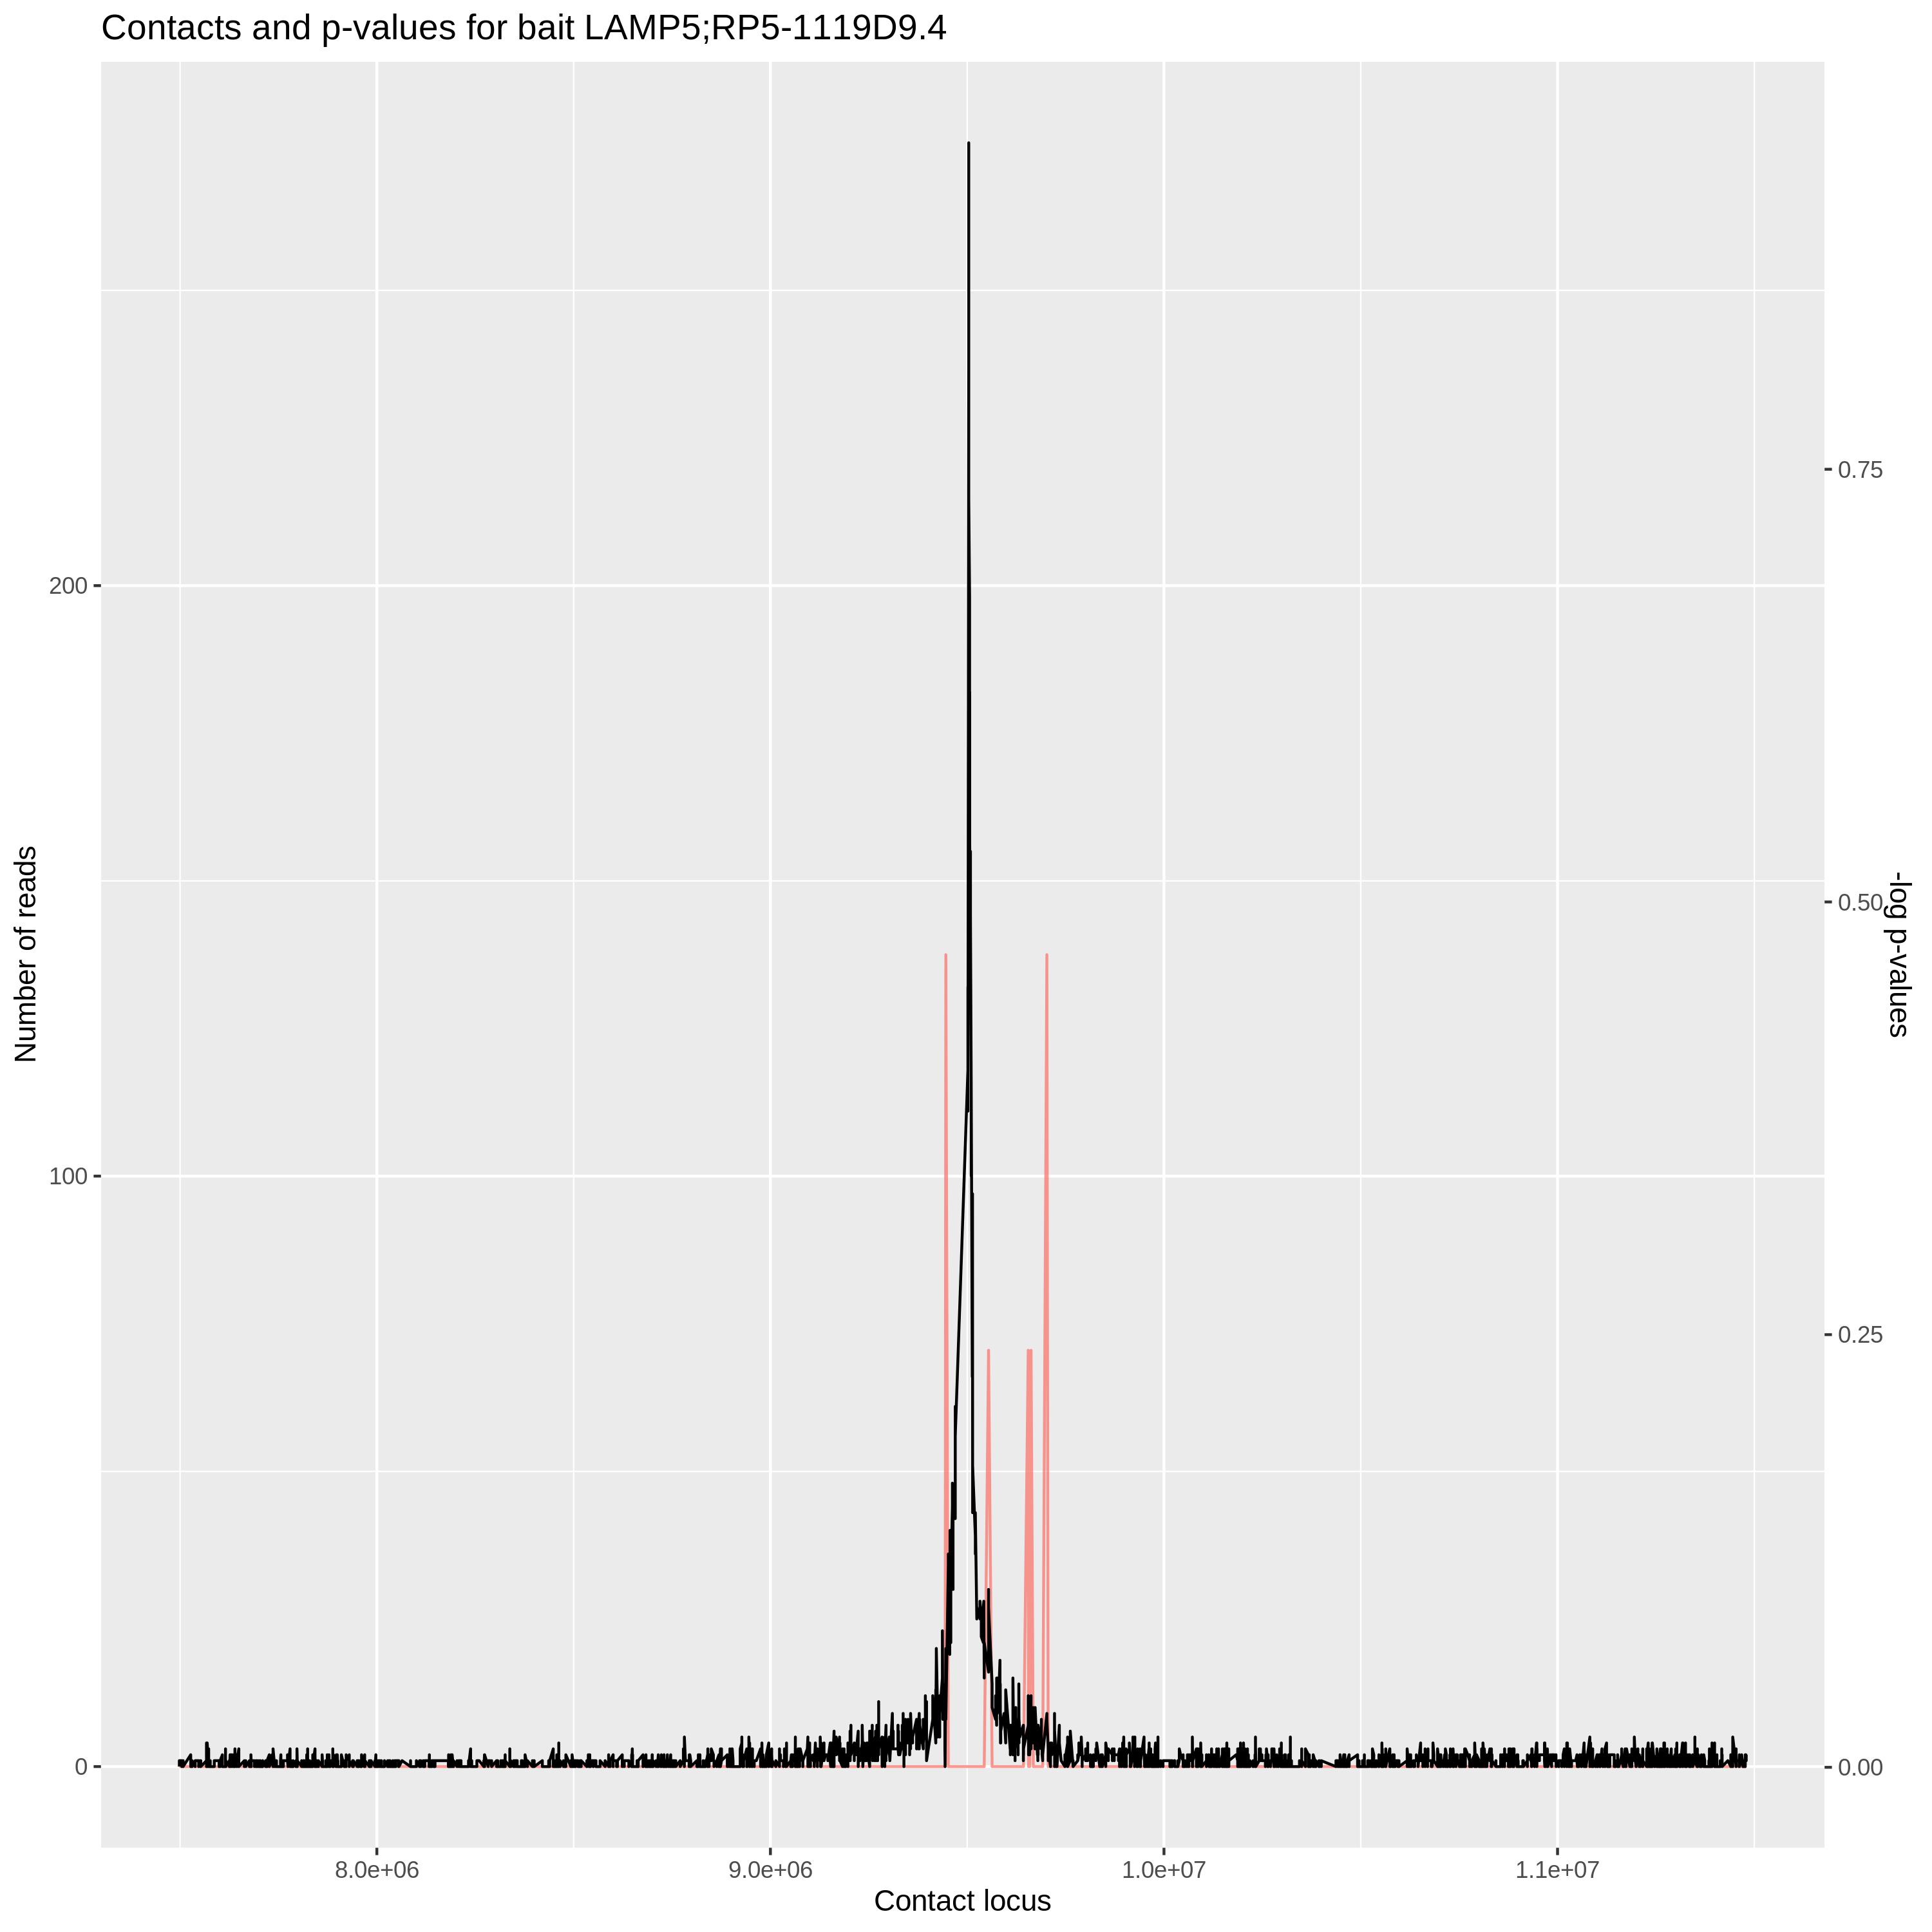 Contacts and p-values for bait LAMP5;RP5-1119D9.4
Number of reads
200
100
0
0.75
0.50
0.25
0.00
-log p-values
8.0e+06 9.0e+06 1.0e+07 1.1e+07
Contact locus